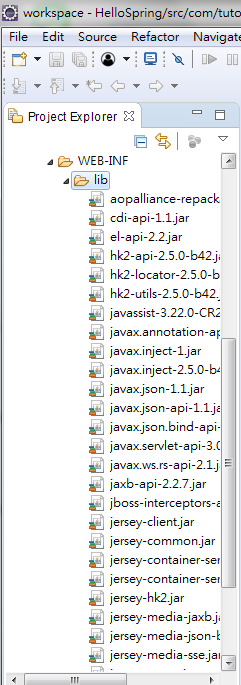 workspace - HelloSpring/src/com/tuto
File Edit Source Refactor Navigate
Project Explorer
WEB-INF
lib
aopalliance-repack
cdi-api-1.1.jar
el-api-2.2.jar
hk2-api-2.5.0-b42.ja
hk2-locator-2.5.0-b
hk2-utils-2.5.0-b42.
javassist-3.22.0-CR2
javax.annotation-ap
javax.inject-1.jar
javax.inject-2.5.0-b4
javax.json-1.1.jar
javax.json-api-1.1.ja
javax.json.bind-api-
javax.servlet-api-3.0
javax.ws.rs-api-2.1.ja
jaxb-api-2.2.7.jar
jboss-interceptors-a
jersey-client.jar
jersey-common.jar
jersey-container-ser
jersey-container-ser
jersey-hk2.jar
jersey-media-jaxb.ja
jersey-media-json-b
jersey-media-sse.jar